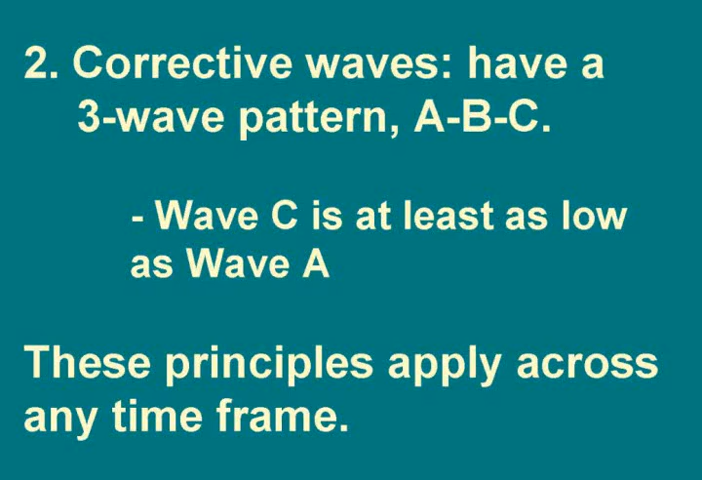 2. Corrective waves: have a
3-wave pattern, A-B-C.
- Wave C is at least as low
as Wave A
These principles apply across
any time frame.